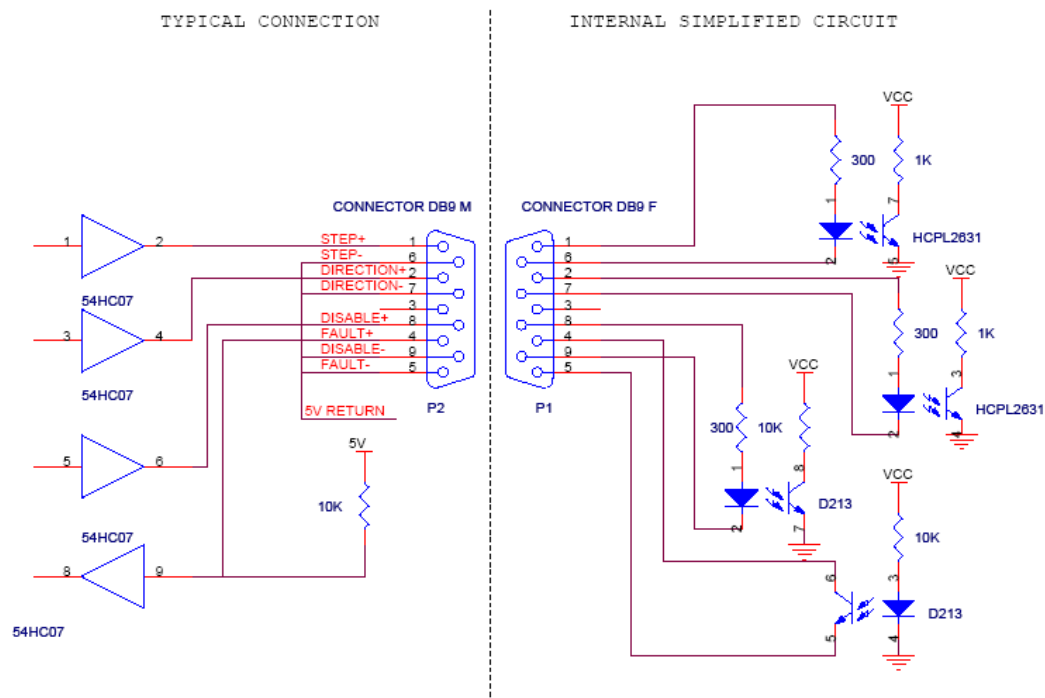 TYPICAL CONNECTION
INTERNAL SIMPLIFIED CIRCUIT
CONNECTOR DB9 M
STEP+
STEP-
DIRECTION+
DIRECTION-
DISABLE+
FAULT+
DISABLE-
FAULT-
5V RETURN
1
6
2
7
3
8
4
9
5
P2
1
2
54HC07
3
4
54HC07
5
6
54HC07
8
9
54HC07
5V
10K
CONNECTOR DB9 F
1
6
2
7
3
8
4
9
5
P1
VCC
300
1K
1
7
2
5
HCPL2631
VCC
300
1K
1
3
2
4
HCPL2631
VCC
300
10K
1
8
2
7
D213
VCC
10K
6
3
5
4
D213